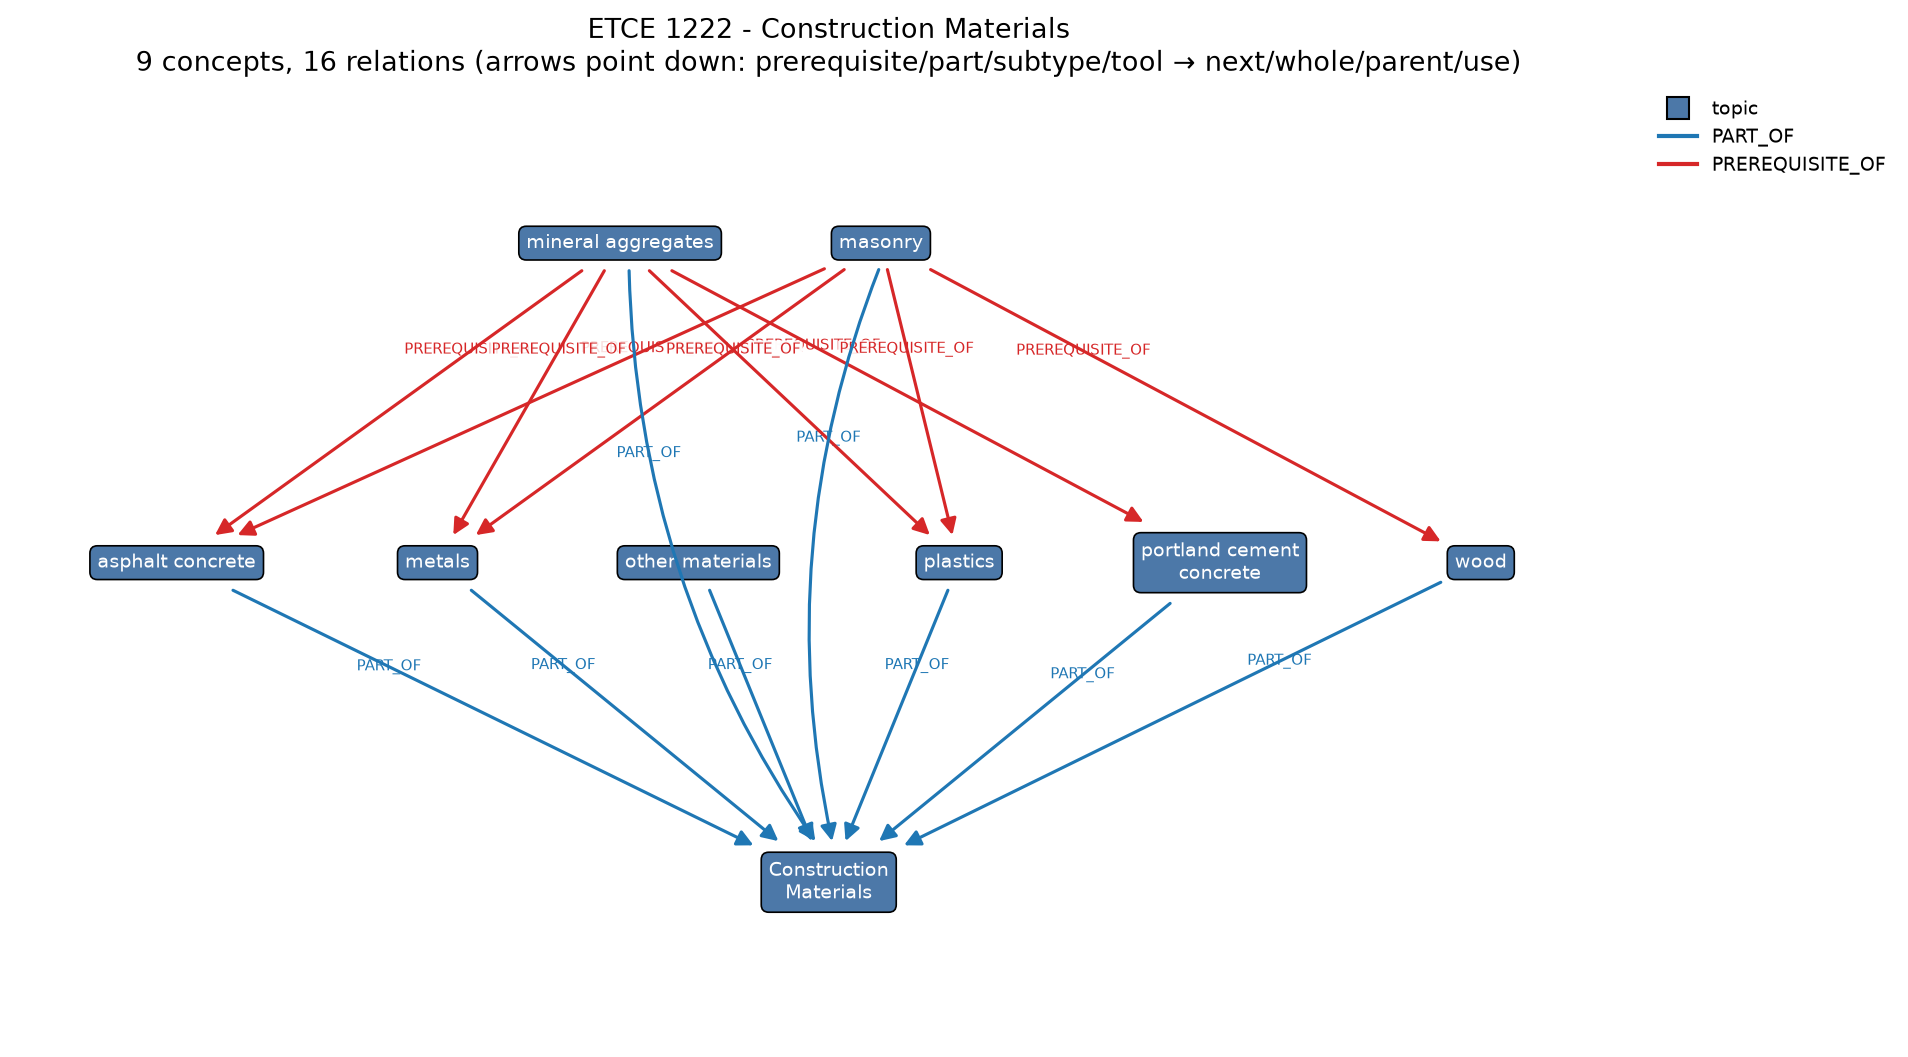 ETCE 1222 - Construction Materials
9 concepts, 16 relations (arrows point down: prerequisite/part/subtype/tool → next/whole/parent/use)
topic
PART_OF
PREREQUISITE_OF
mineral aggregates
masonry
PREREQUISITE_OF
PREREQUISITE_OF
PREREQUISITE_OF
PREREQUISITE_OF
PREREQUISITE_OF
PART_OF
PART_OF
asphalt concrete
metals
other materials
plastics
portland cement
concrete
wood
PART_OF
PART_OF
PART_OF
PART_OF
PART_OF
PART_OF
Construction
Materials